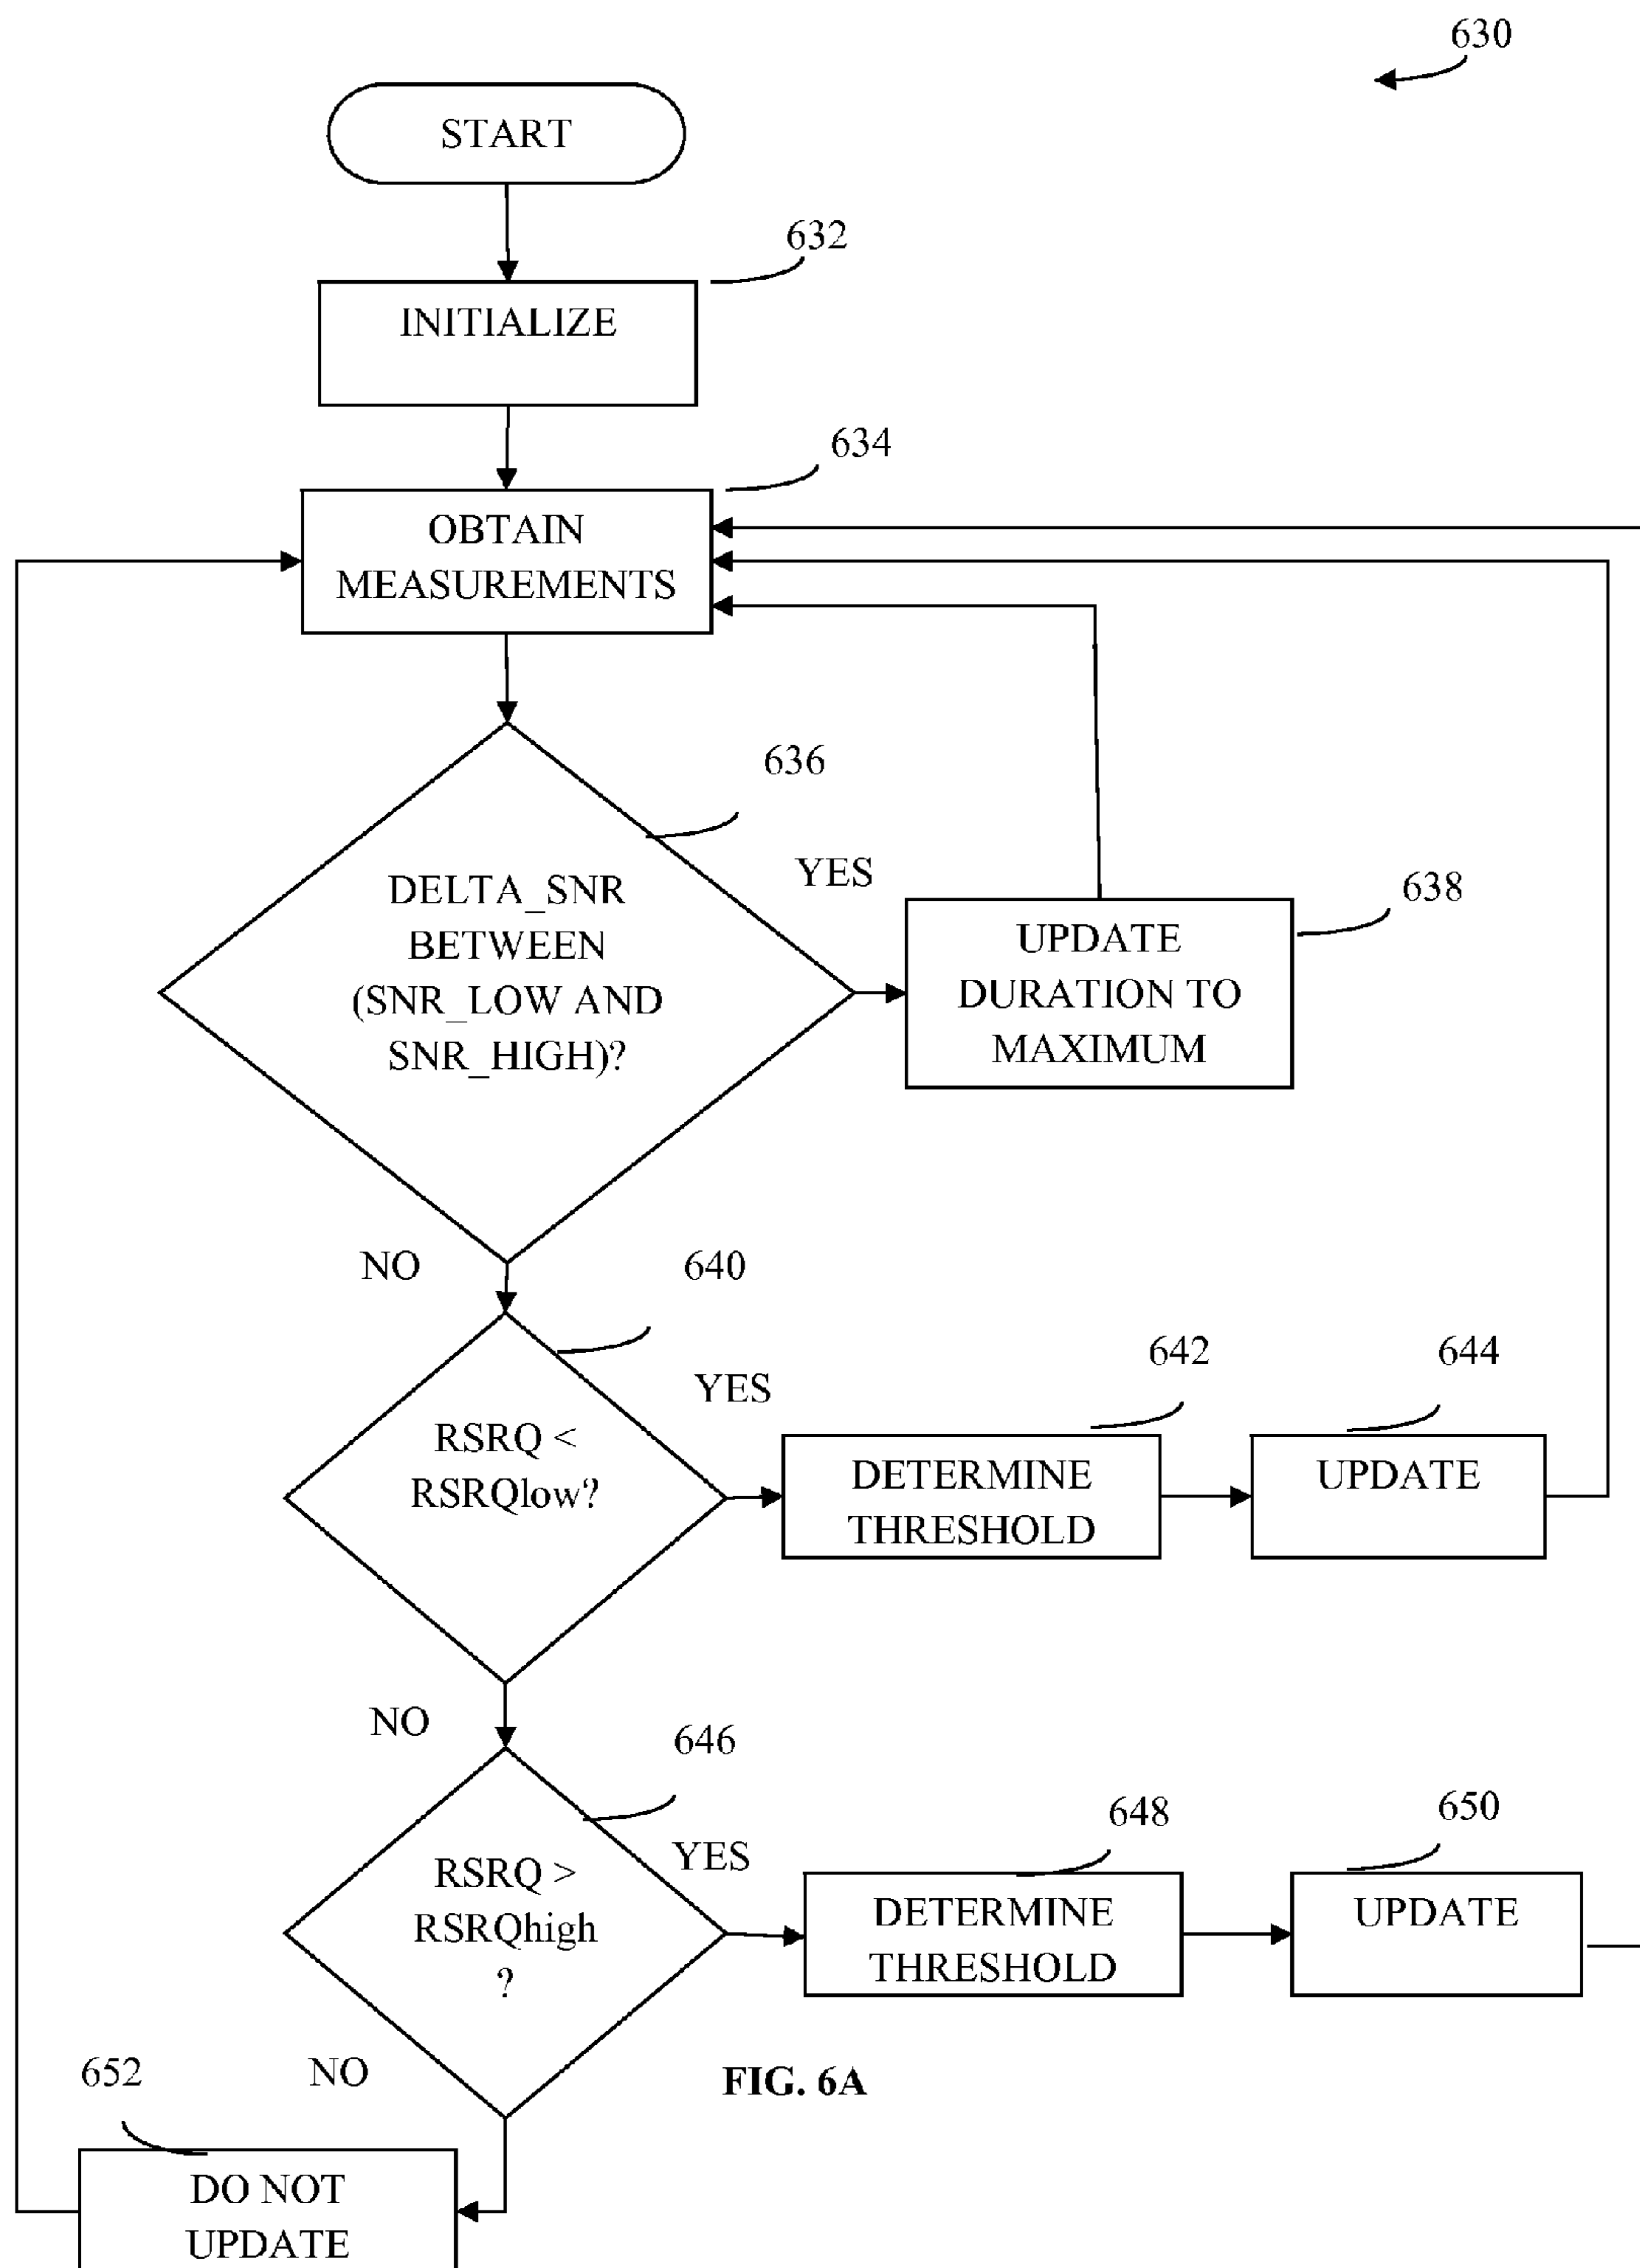 630
START
632
INITIALIZE
634
OBTAIN
MEASUREMENTS
636
YES
DELTA_SNR
BETWEEN
(SNR_LOW AND
SNR_HIGH)?
638
UPDATE
DURATION TO
MAXIMUM
NO
640
YES
RSRQ <
RSRQlow?
642
DETERMINE
THRESHOLD
644
UPDATE
NO
646
YES
RSRQ >
RSRQhigh
?
648
DETERMINE
THRESHOLD
650
UPDATE
NO
652
DO NOT
UPDATE
FIG. 6A